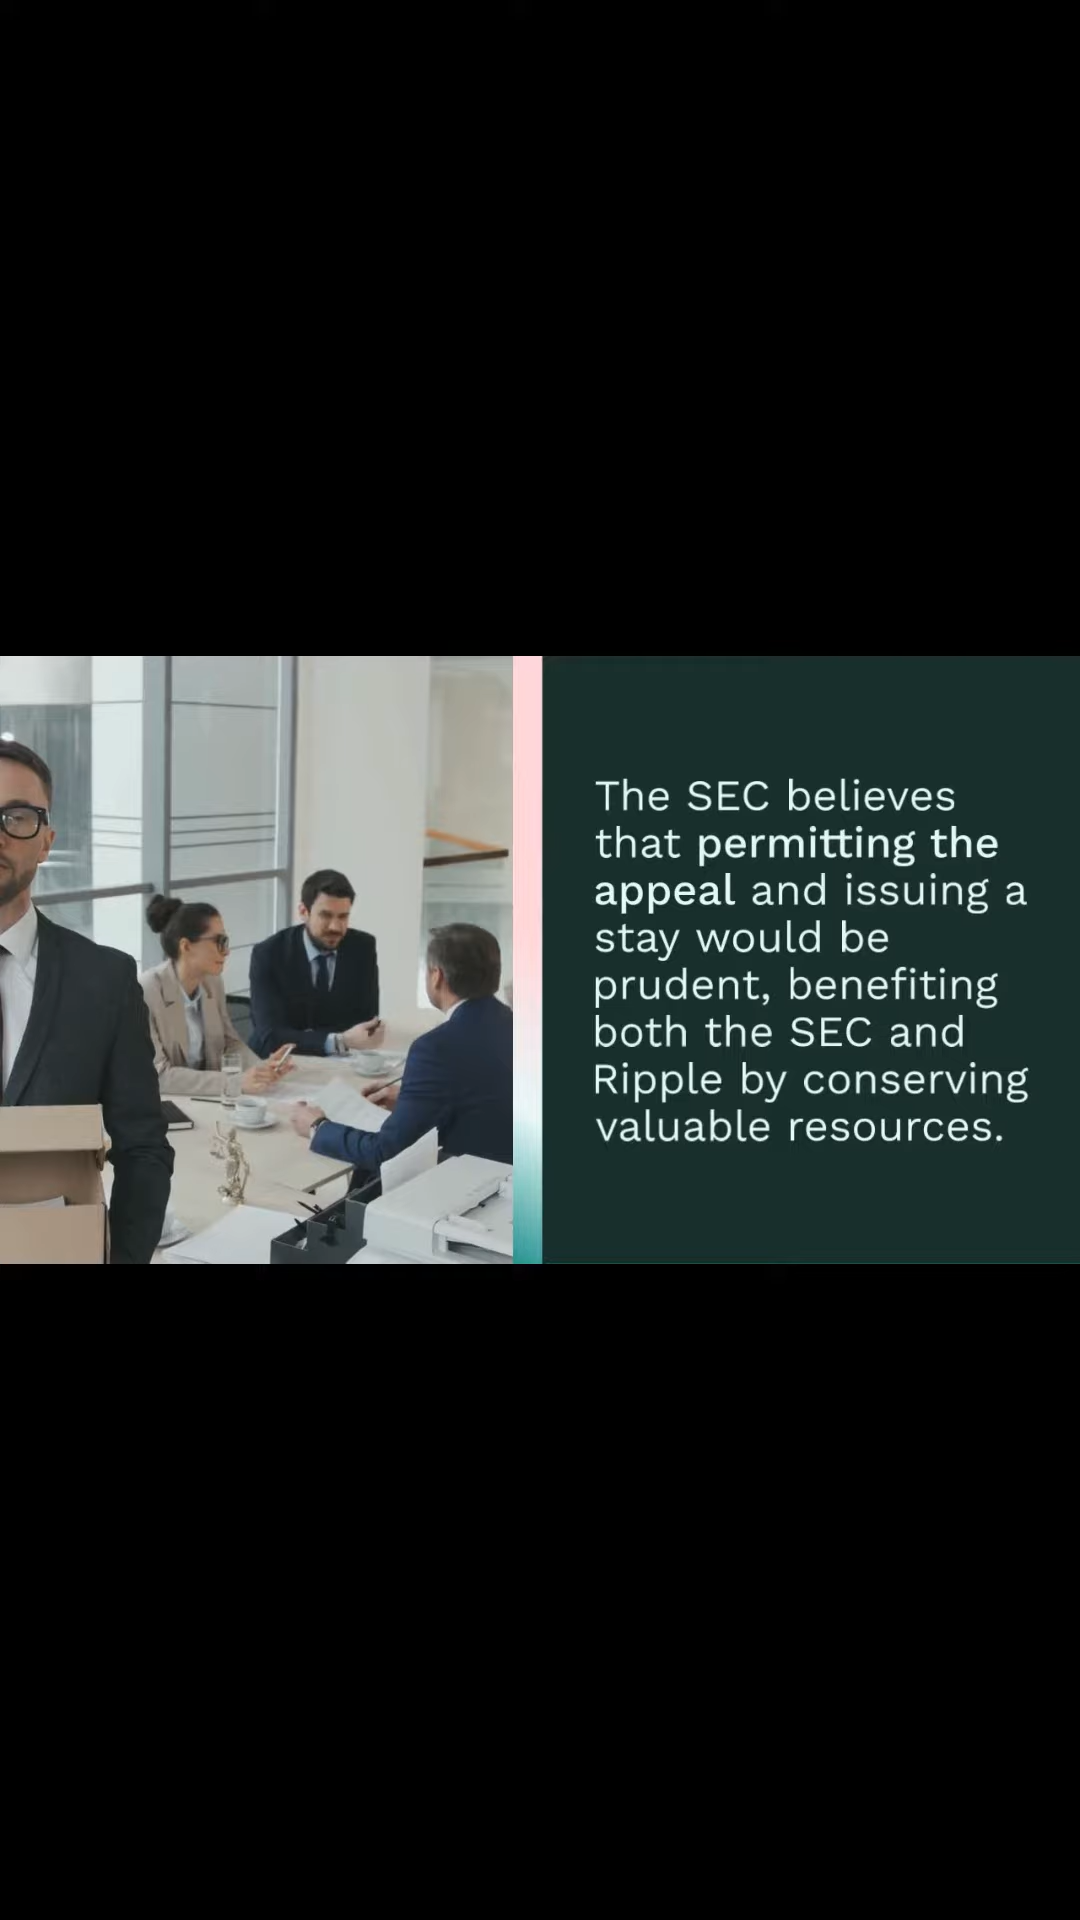 The SEC believes
that permitting the
appeal and issuing a
stay would be
prudent, benefiting
both the SEC and
Ripple by conserving
valuable resources.